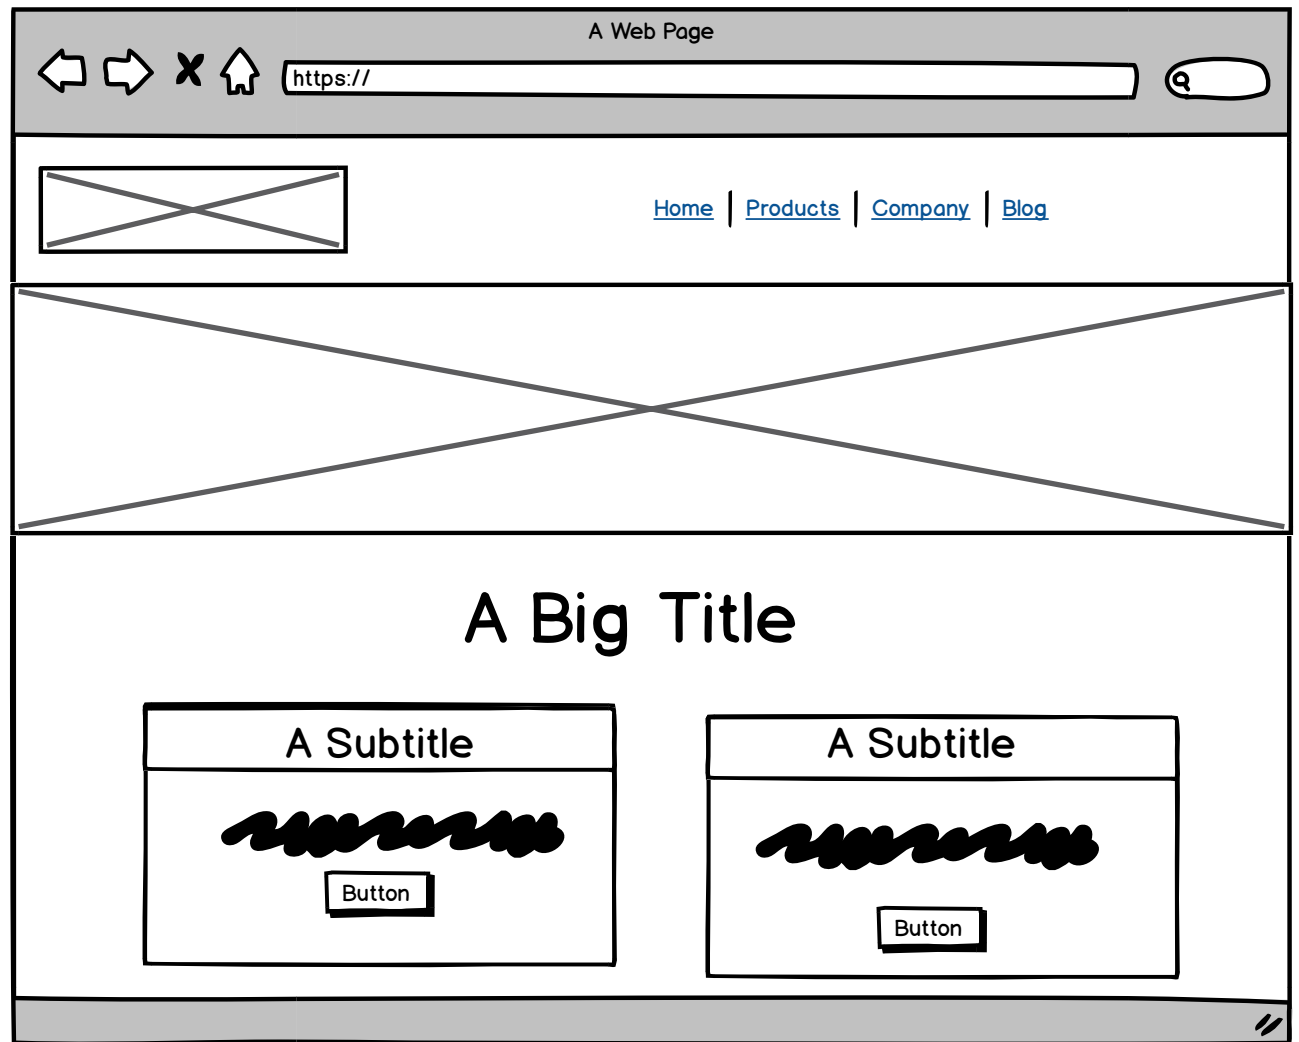 A Web Page
https://
Home Products Company Blog
A Big Title
A Subtitle
Button
A Subtitle
Button